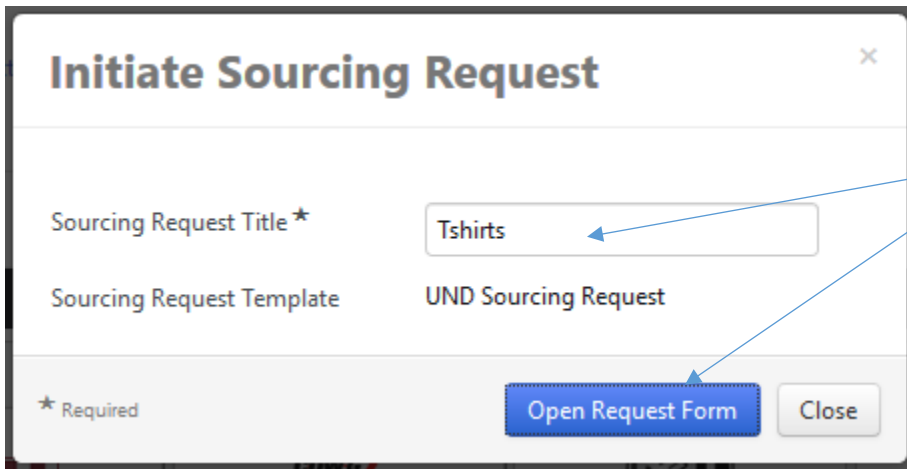 Initiate Sourcing Request
×
Sourcing Request Title ★
Tshirts
Sourcing Request Template
UND Sourcing Request
★ Required
Open Request Form
Close